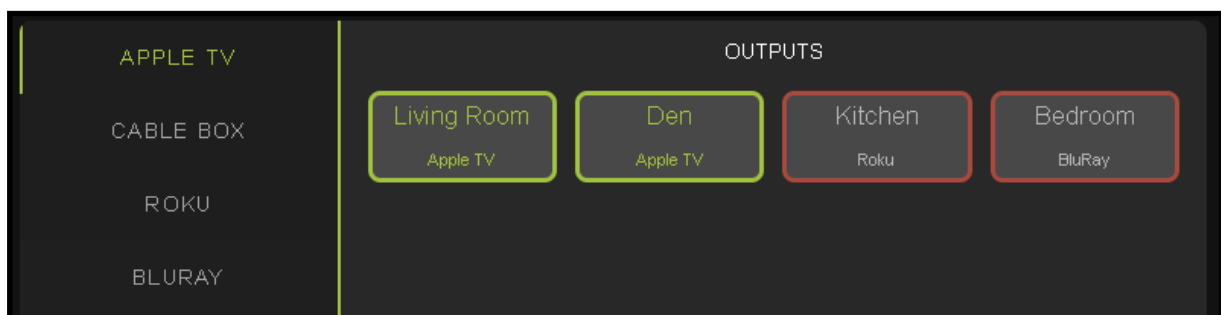 APPLE TV
CABLE BOX
ROKU
BLURAY
OUTPUTS
Living Room
Apple TV
Den
Apple TV
Kitchen
Roku
Bedroom
BluRay